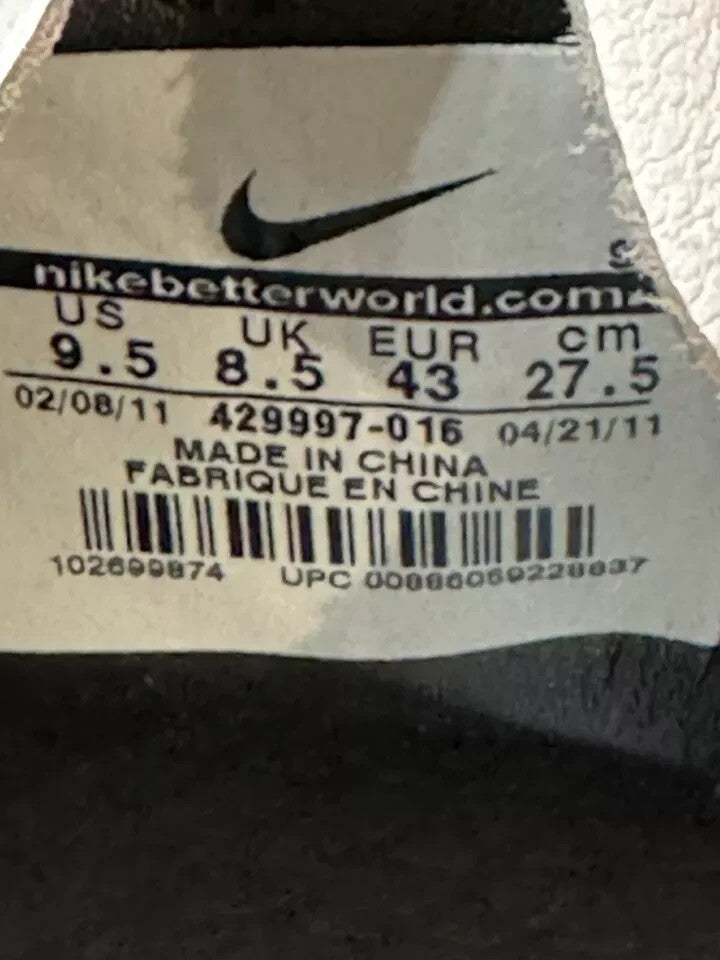 nikebetterworld.com
US UK EUR cm
9.5 8.5 43 27.5
02/08/11 429997-016 04/21/11
MADE IN CHINA
FABRIQUE EN CHINE
102699874 UPC